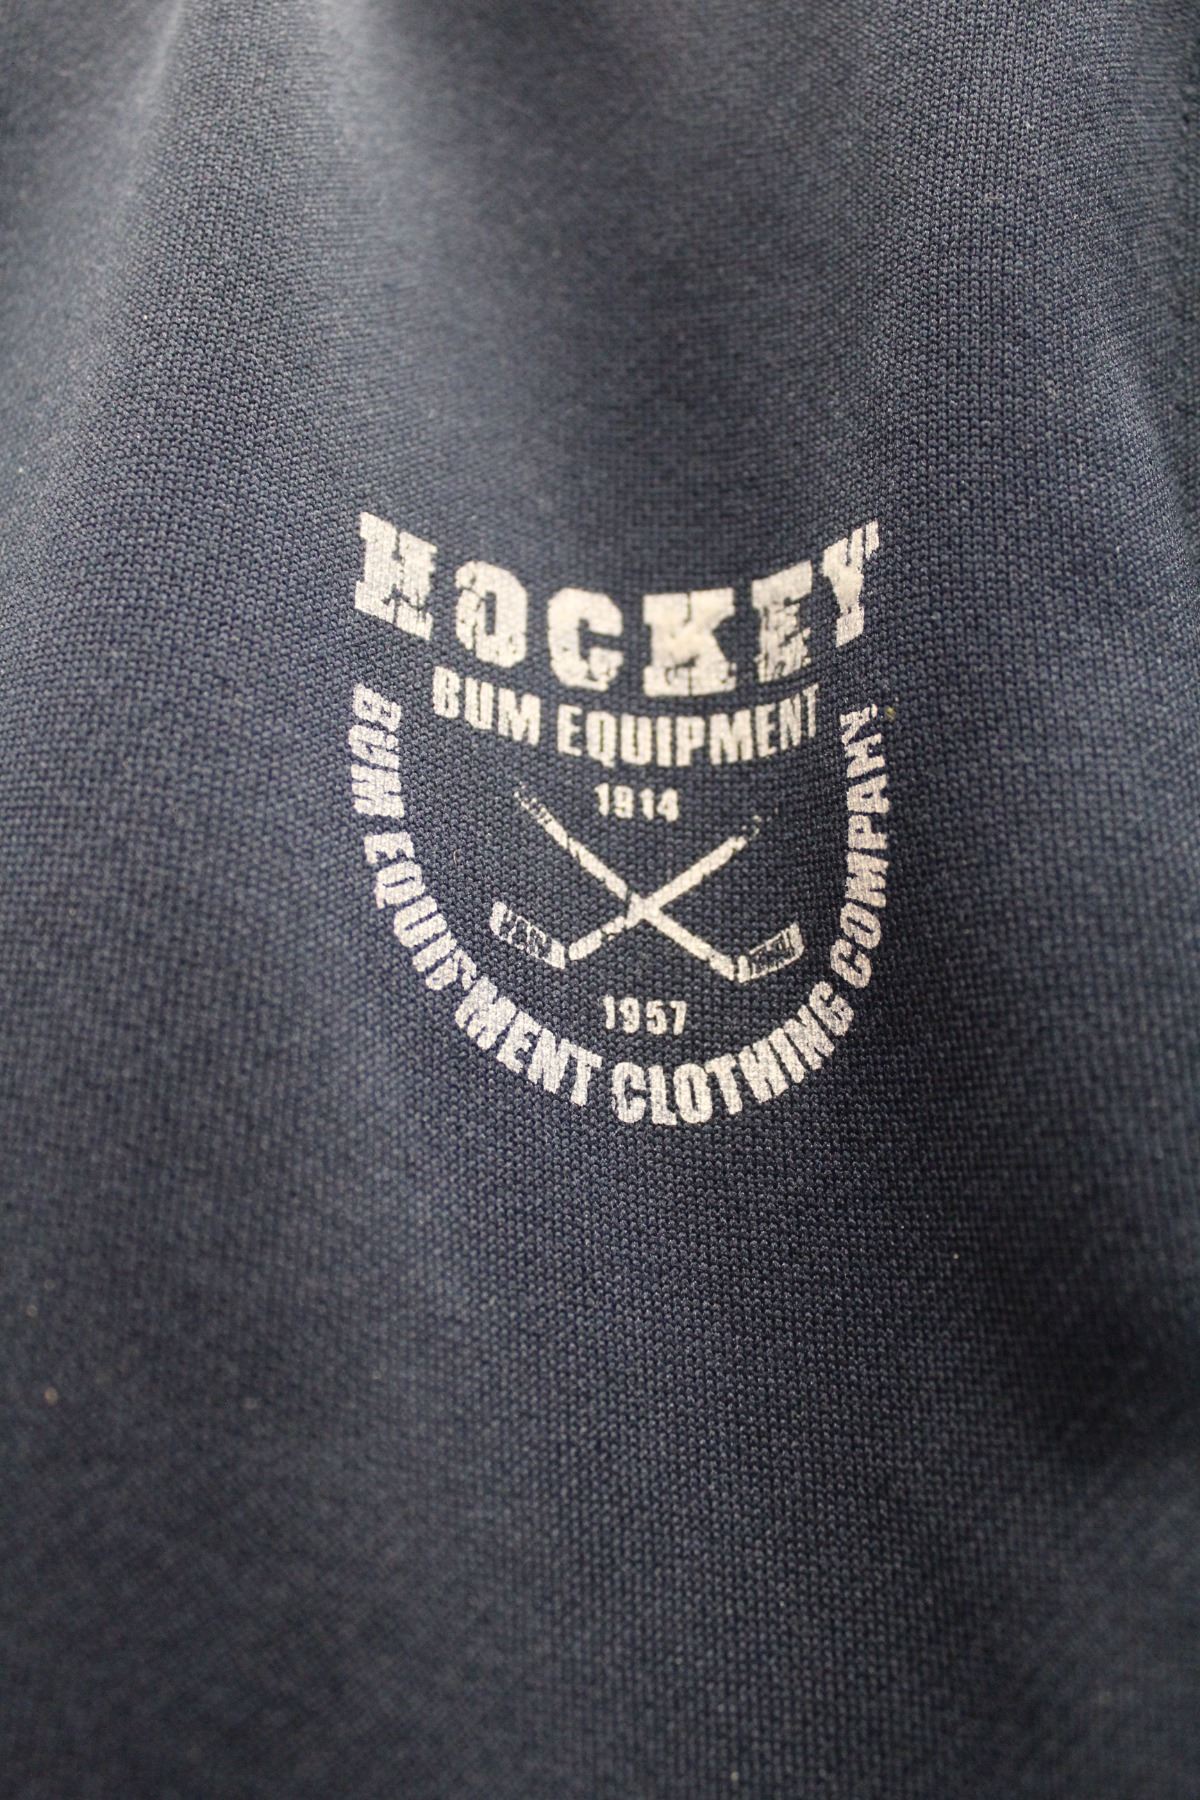 HOCKEY
BUM EQUIPMENT
1914
1957
BUM EQUIPMENT CLOTHING COMPANY